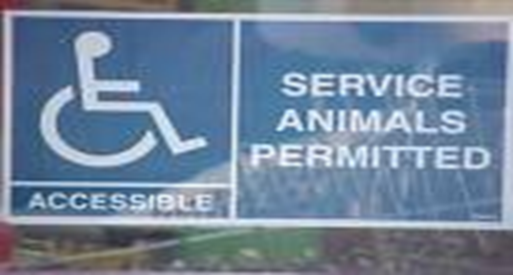 SERVICE
ANIMALS
PERMITTED
ACCESSIBLE